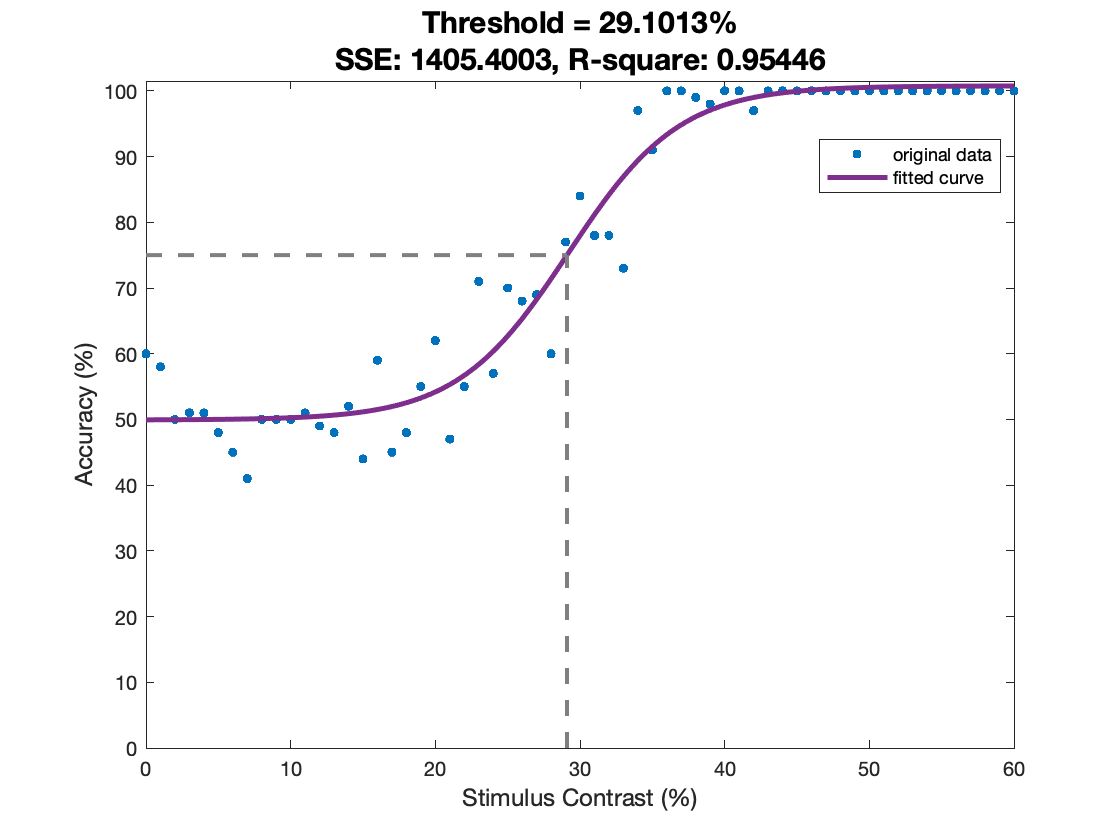 Threshold = 29.1013%
SSE: 1405.4003, R-square: 0.95446
100
90
80
70
60
50
40
30
20
10
0
Accuracy (%)
original data
fitted curve
0 10 20 30 40 50 60
Stimulus Contrast (%)